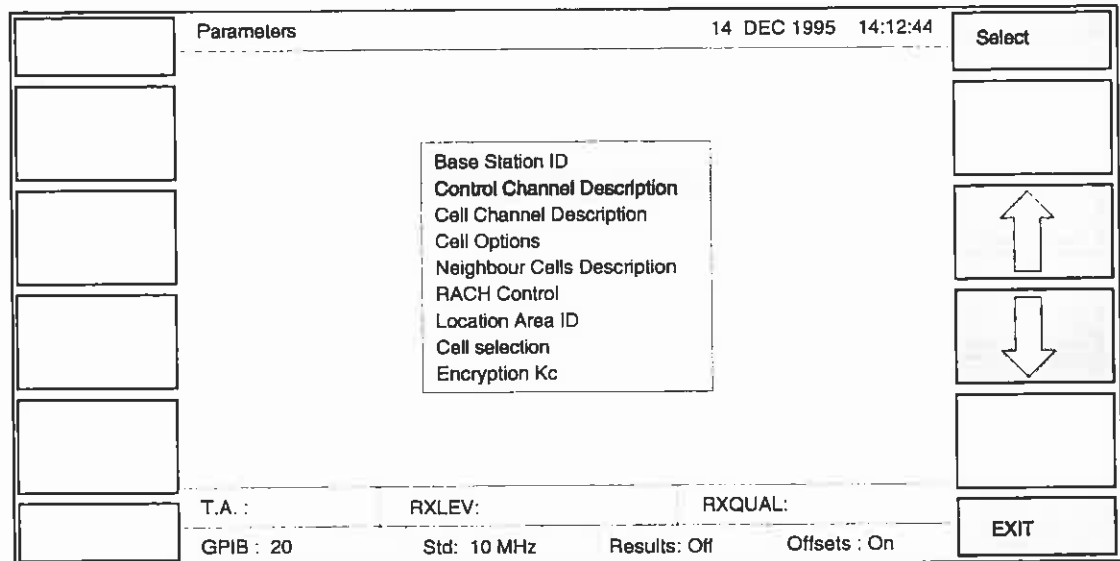 Parameters 14 DEC 1995 14:12:44 Select
Base Station ID
Control Channel Description
Cell Channel Description
Cell Options
Neighbour Cells Description
RACH Control
Location Area ID
Cell selection
Encryption Kc
T.A. : RXLEV: RXQUAL:
EXIT
GPIB : 20 Std: 10 MHz Results: Off Offsets : On